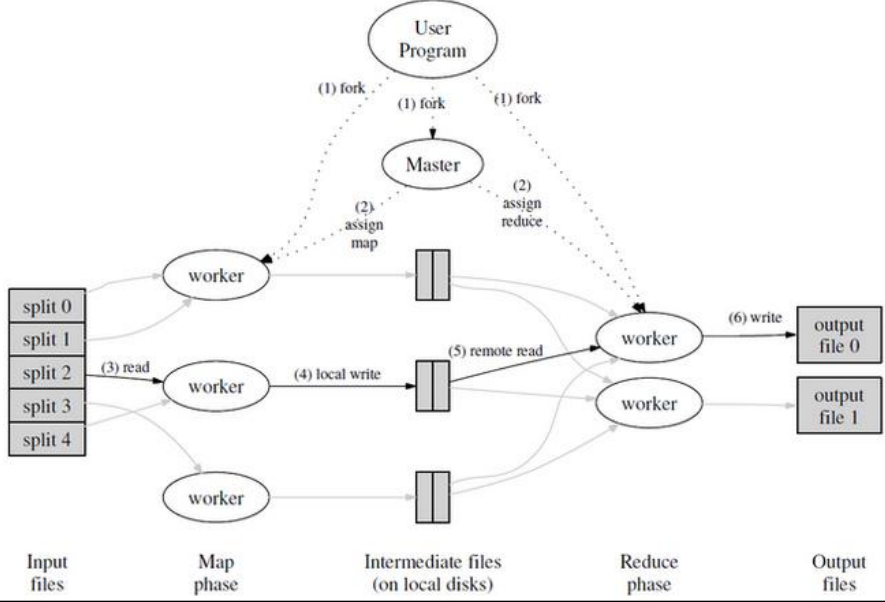 User
Program
(1) fork
(1) fork
(1) fork
Master
(2)
assign
map
(2)
assign
reduce
worker
split 0
split 1
split 2
split 3
split 4
(3) read
worker
(4) local write
(5) remote read
worker
(6) write
output
file 0
worker
output
file 1
worker
Input
files
Map
phase
Intermediate files
(on local disks)
Reduce
phase
Output
files